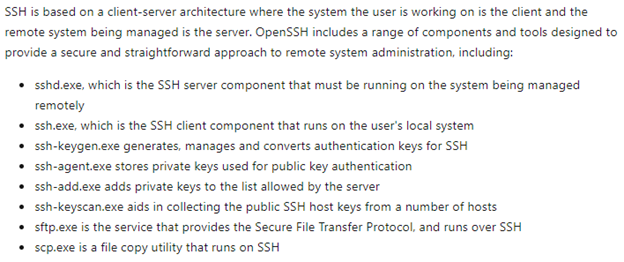 SSH is based on a client-server architecture where the system the user is working on is the client and the
remote system being managed is the server. OpenSSH includes a range of components and tools designed to
provide a secure and straightforward approach to remote system administration, including:
• sshd.exe, which is the SSH server component that must be running on the system being managed
remotely
• ssh.exe, which is the SSH client component that runs on the user's local system
• ssh-keygen.exe generates, manages and converts authentication keys for SSH
• ssh-agent.exe stores private keys used for public key authentication
• ssh-add.exe adds private keys to the list allowed by the server
• ssh-keyscan.exe aids in collecting the public SSH host keys from a number of hosts
• sftp.exe is the service that provides the Secure File Transfer Protocol, and runs over SSH
• scp.exe is a file copy utility that runs on SSH